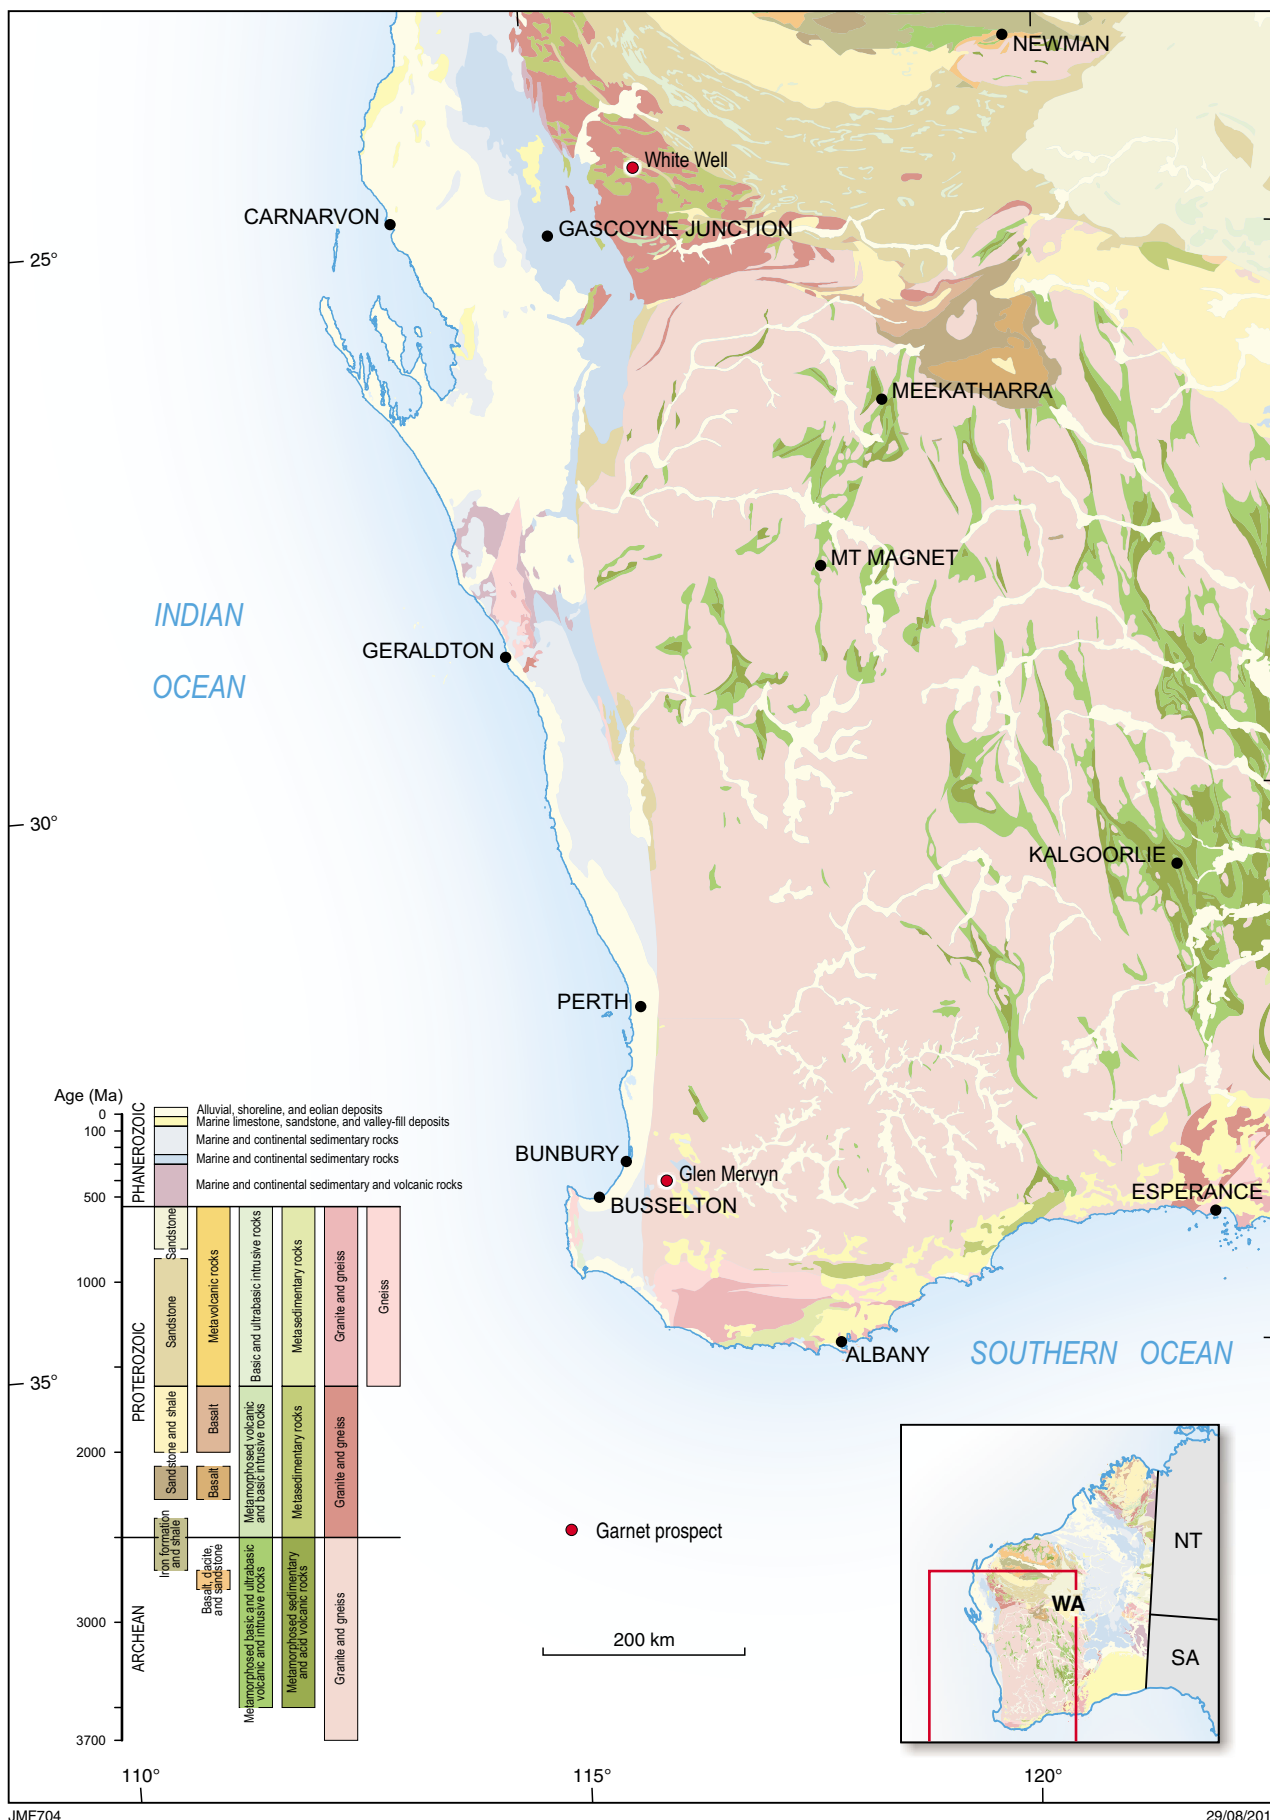 NEWMAN
White Well
CARNARVON
GASCOYNE JUNCTION
25°
MEEKATHARRA
MT MAGNET
INDIAN
OCEAN
GERALDTON
30°
KALGOORLIE
PERTH
BUNBURY
Glen Mervyn
BUSSELTON
ESPERANCE
ALBANY
SOUTHERN OCEAN
35°
Age (Ma)
0
100
500
1000
2000
3000
3700
PHANEROZOIC
PROTEROZOIC
ARCHEAN
Alluvial, shoreline, and eolian deposits
Marine limestone, sandstone, and valley-fill deposits
Marine and continental sedimentary rocks
Marine and continental sedimentary rocks
Marine and continental sedimentary and volcanic rocks
Sandstone
Sandstone
Metavolcanic rocks
Basic and ultrabasic intrusive rocks
Metasedimentary rocks
Granite and gneiss
Gneiss
Sandstone and shale
Basalt
Metamorphosed volcanic
and basic intrusive rocks
Metasedimentary rocks
Granite and gneiss
Basalt
Iron formation
and shale
Basalt, dacite,
and sandstone
Metamorphosed basic and ultrabasic
volcanic and intrusive rocks
Metamorphosed sedimentary
and acid volcanic rocks
Granite and gneiss
Garnet prospect
200 km
WA
NT
SA
110°
115°
120°
JMF704
29/08/201